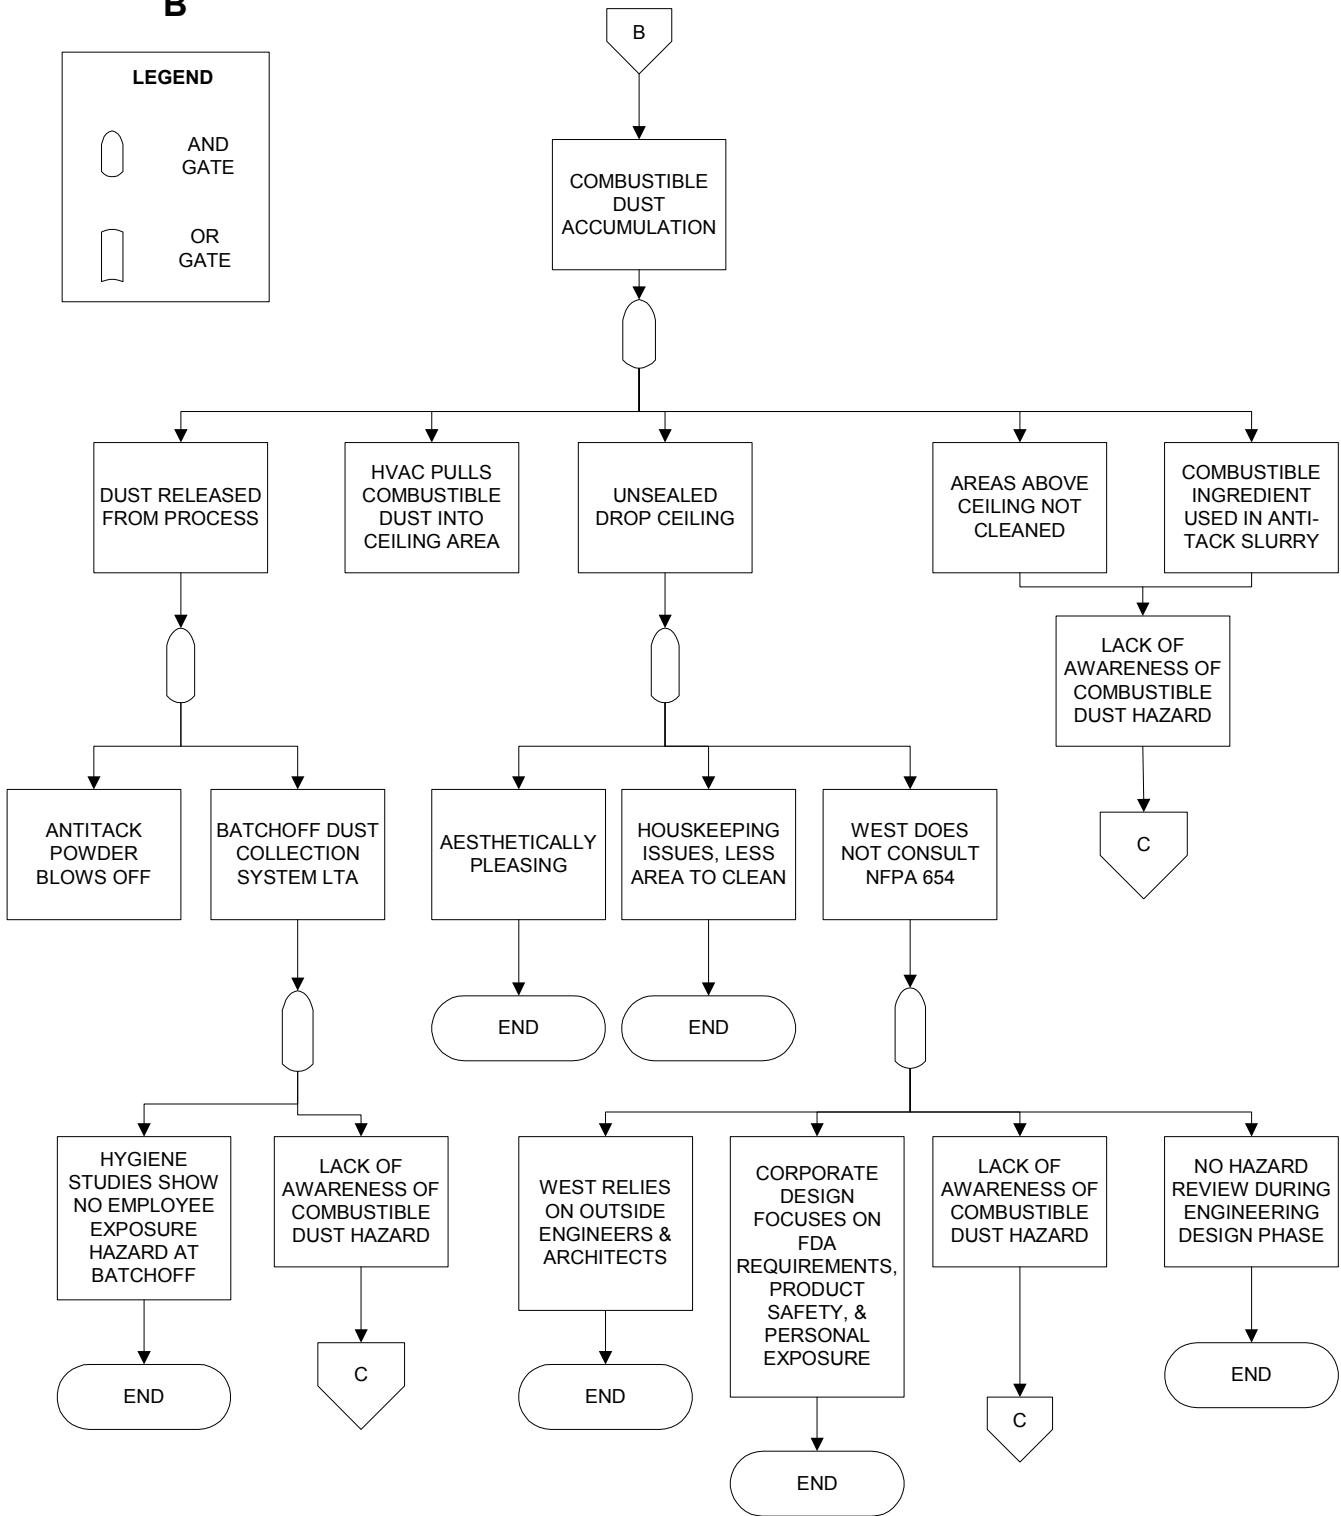 B
LEGEND
AND
GATE
OR
GATE
B
COMBUSTIBLE
DUST
ACCUMULATION
DUST RELEASED
FROM PROCESS
HVAC PULLS
COMBUSTIBLE
DUST INTO
CEILING AREA
UNSEALED
DROP CEILING
AREAS ABOVE
CEILING NOT
CLEANED
COMBUSTIBLE
INGREDIENT
USED IN ANTI-
TACK SLURRY
LACK OF
AWARENESS OF
COMBUSTIBLE
DUST HAZARD
C
ANTITACK
POWDER
BLOWS OFF
BATCHOFF DUST
COLLECTION
SYSTEM LTA
AESTHETICALLY
PLEASING
HOUSKEEPING
ISSUES, LESS
AREA TO CLEAN
WEST DOES
NOT CONSULT
NFPA 654
END
END
HYGIENE
STUDIES SHOW
NO EMPLOYEE
EXPOSURE
HAZARD AT
BATCHOFF
LACK OF
AWARENESS OF
COMBUSTIBLE
DUST HAZARD
WEST RELIES
ON OUTSIDE
ENGINEERS &
ARCHITECTS
CORPORATE
DESIGN
FOCUSES ON
FDA
REQUIREMENTS,
PRODUCT
SAFETY, &
PERSONAL
EXPOSURE
LACK OF
AWARENESS OF
COMBUSTIBLE
DUST HAZARD
NO HAZARD
REVIEW DURING
ENGINEERING
DESIGN PHASE
END
C
END
END
C
END